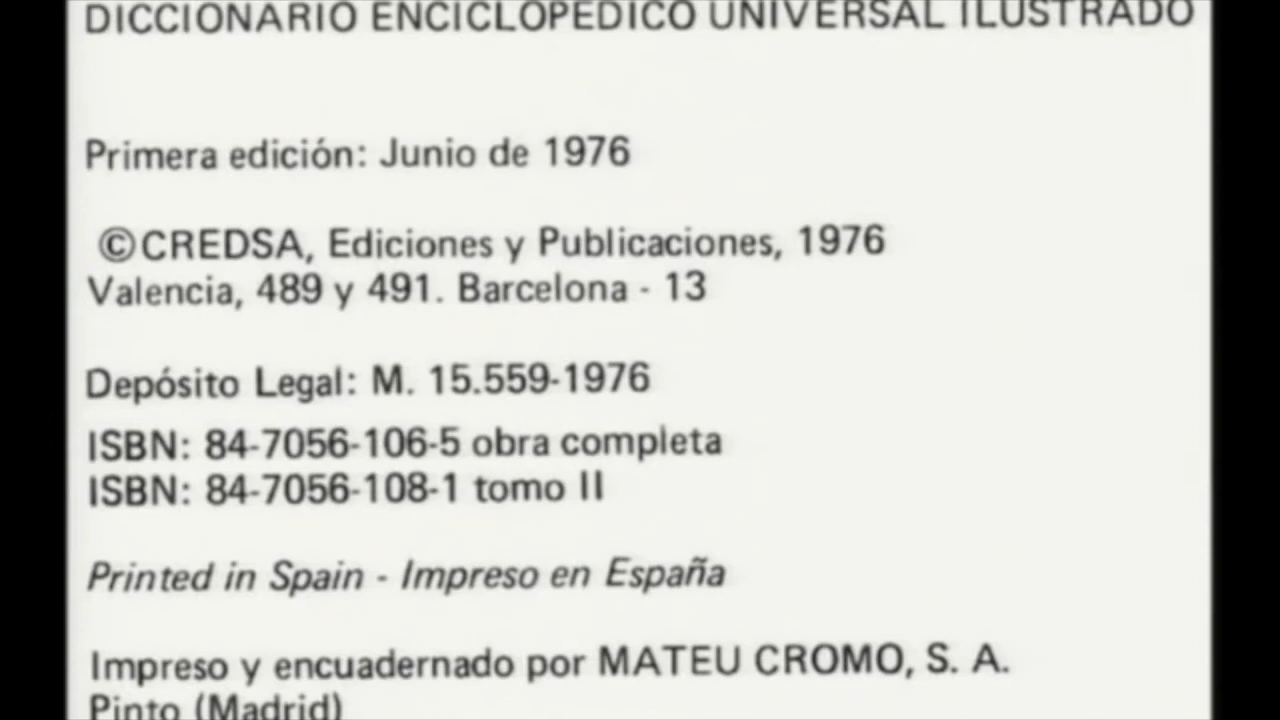 DICCIONARIO ENCICLOPEDICO UNIVERSAL ILUSTRADO
Primera edición: Junio de 1976
©CREDSA, Ediciones y Publicaciones, 1976
Valencia, 489 y 491. Barcelona - 13
Depósito Legal: M. 15.559-1976
ISBN: 84-7056-106-5 obra completa
ISBN: 84-7056-108-1 tomo II
Printed in Spain - Impreso en España
Impreso y encuadernado por MATEU CROMO, S. A.
Pinto (Madrid)